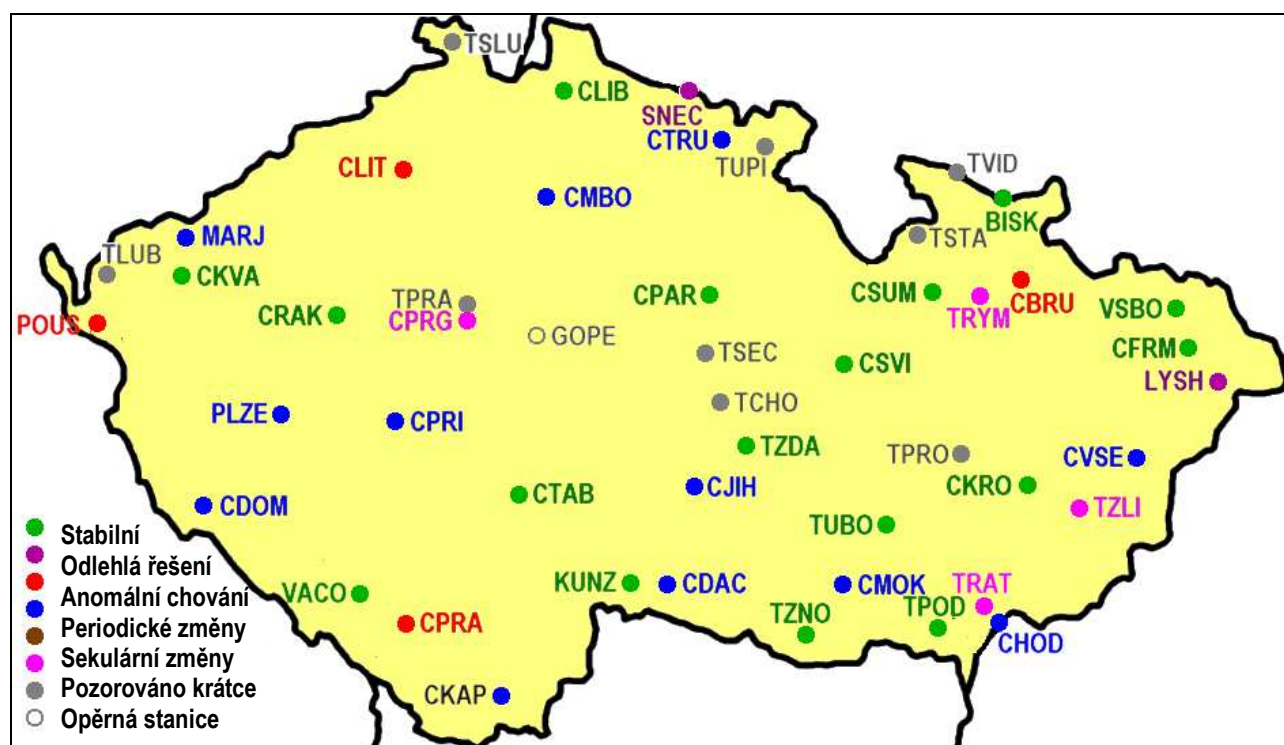 TSLU
CLIB
SNEC
CTRU
TUPI
CLIT
TVID
CMBO
BISK
MARJ
TSTA
TLUB
CKVA
CBRU
CPAR
CSUM
TPRA
TRYM
CRAK
CPRG
VSBO
POUS
GOPE
CFRM
TSEC
CSVI
LYSH
TCHO
PLZE
CPRI
TZDA
TPRO
CVSE
CKRO
CJIH
CTAB
CDOM
TZLI
TUBO
Stabilní
Odlehlá řešení
Anomální chování
Periodické změny
Sekulární změny
Pozorováno krátce
Opěrná stanice
KUNZ
CDAC
CMOK
TRAT
VACO
TPOD
TZNO
CPRA
CHOD
CKAP